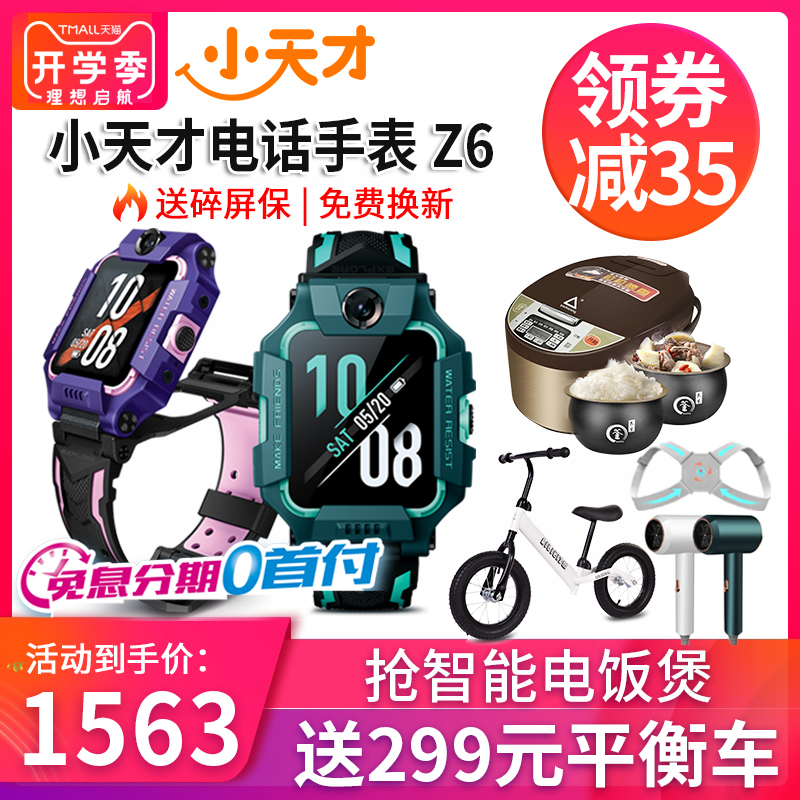 TMALL天猫
开学季
理想启航
小天才
领券
减35
小天才电话手表 Z6
送碎屏保 | 免费换新
10
08
SAT
05/20
EXPLORE
MAKE FRIENDS
10
SAT 05/20
08
WATER RESIST
免息分期0首付
活动到手价：
1563
抢智能电饭煲
送299元平衡车